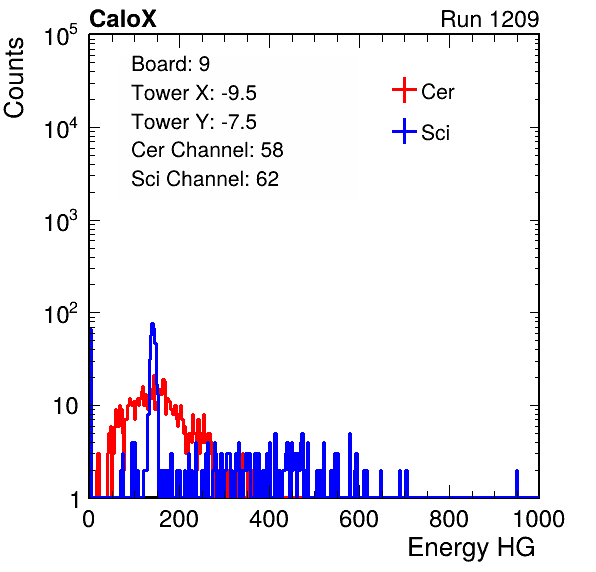 CaloX Run 1209
Counts
10^5
10^4
10^3
10^2
10
1
Board: 9
Tower X: -9.5
Tower Y: -7.5
Cer Channel: 58
Sci Channel: 62
Cer
Sci
0 200 400 600 800 1000
Energy HG